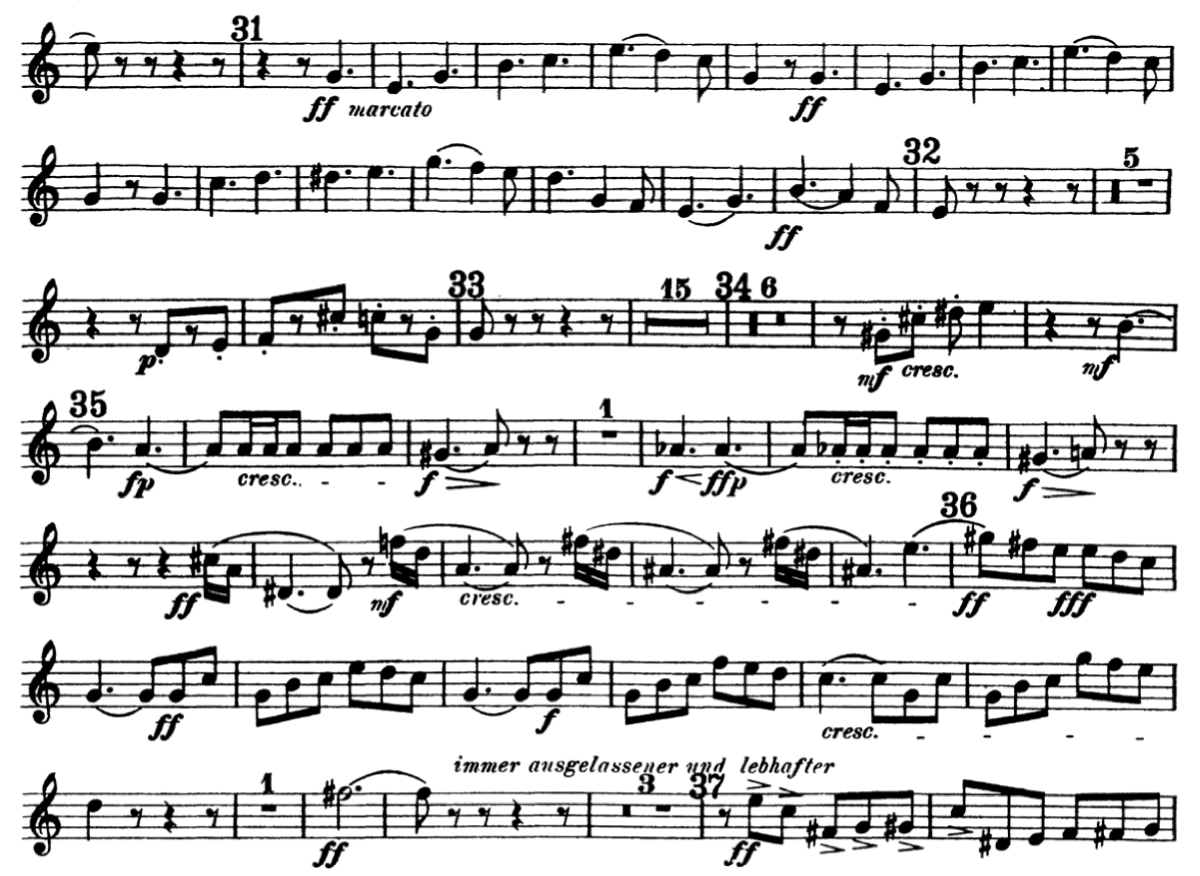 31
ff marcato ff
32
5
ff
33 15 34 6
p mf cresc. mf
35 1
fp cresc. f f ffp cresc. f
36
ff mf cresc. ff fff
ff f cresc.
immer ausgelassener und lebhafter
1 3 37
ff ff